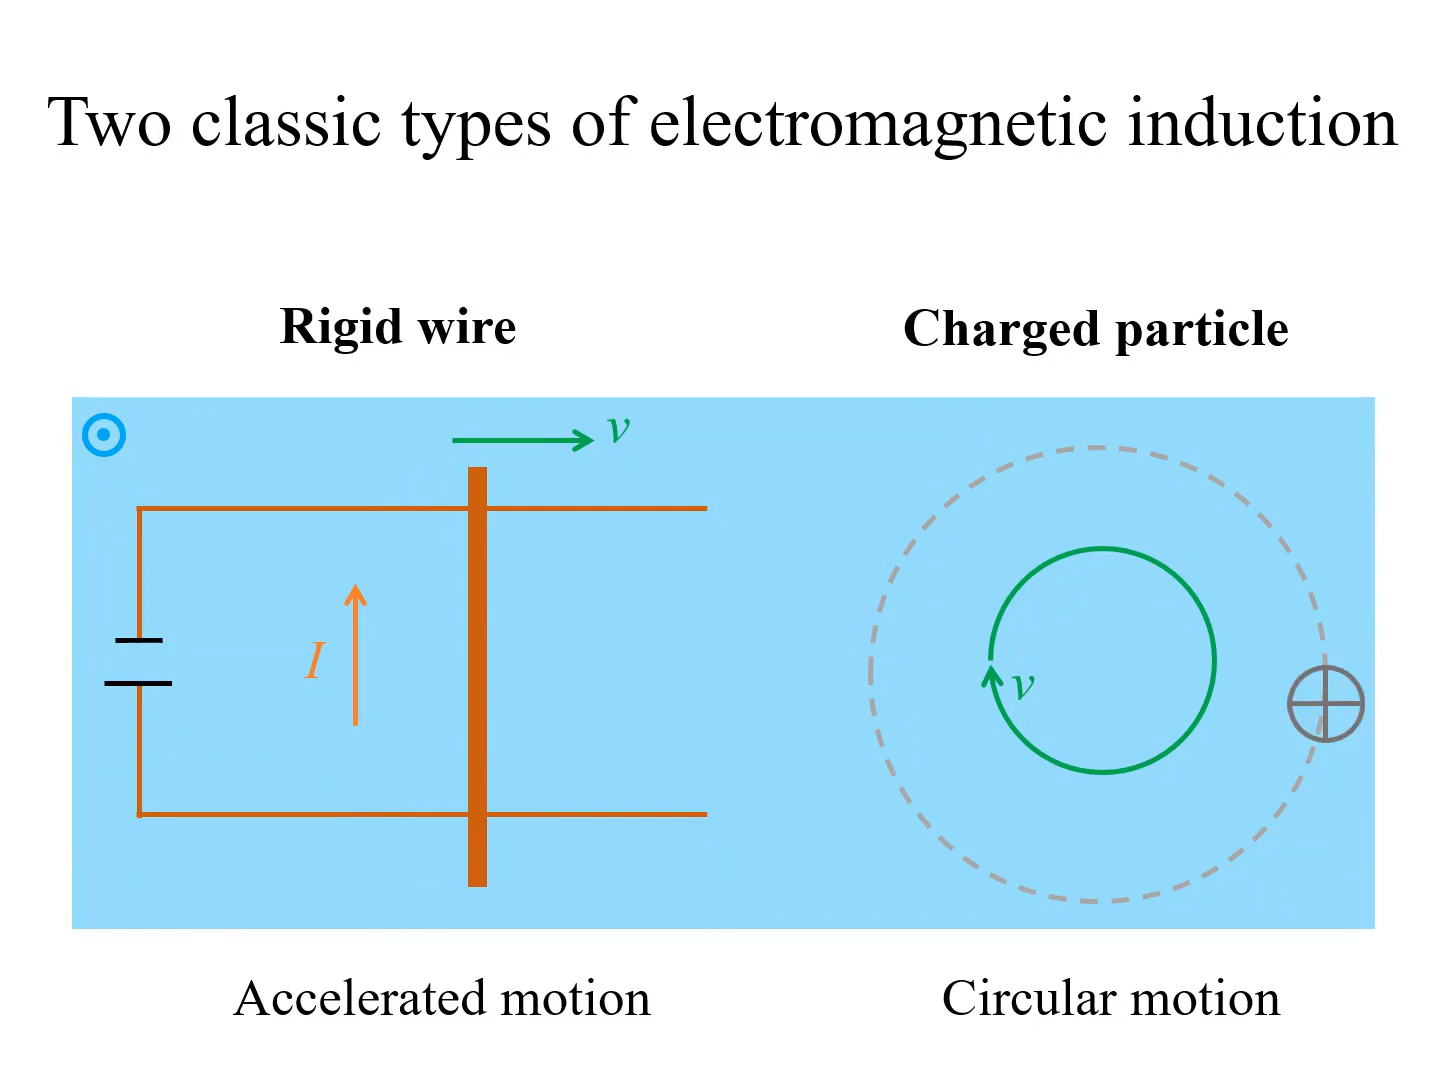 Two classic types of electromagnetic induction
Rigid wire
Charged particle
v
I
v
Accelerated motion
Circular motion